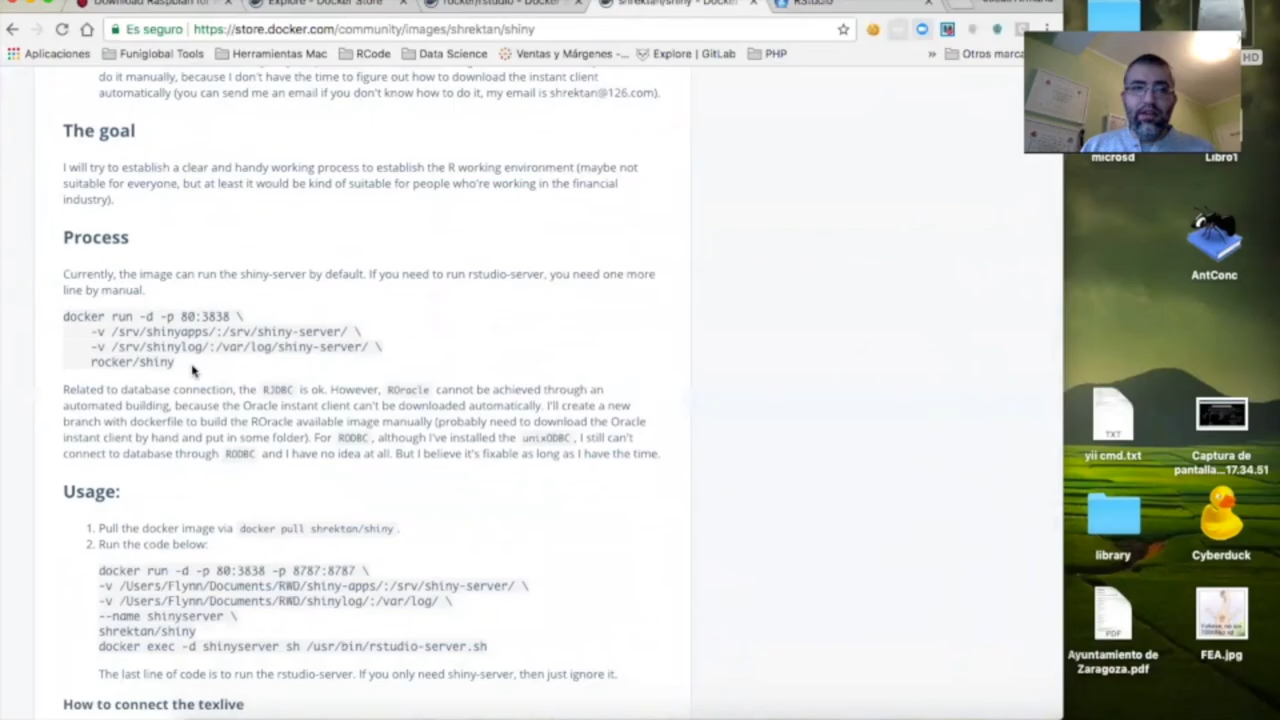 Download Raspbian for
Explore - Docker Store
rocker/rstudio - Docker
shrektan/shiny - Docke
RStudio
Es seguro
https://store.docker.com/community/images/shrektan/shiny
Aplicaciones
Funiglobal Tools
Herramientas Mac
RCode
Data Science
Ventas y Márgenes -...
Explore | GitLab
PHP
»
Otros marca
do it manually, because I don't have the time to figure out how to download the instant client
automatically (you can send me an email if you don't know how to do it, my email is shrektan@126.com).
The goal
I will try to establish a clear and handy working process to establish the R working environment (maybe not
suitable for everyone, but at least it would be kind of suitable for people who're working in the financial
industry).
Process
Currently, the image can run the shiny-server by default. If you need to run rstudio-server, you need one more
line by manual.
docker run -d -p 80:3838 \
-v /srv/shinyapps/:/srv/shiny-server/ \
-v /srv/shinylog/:/var/log/shiny-server/ \
rocker/shiny
Related to database connection, the RJDBC is ok. However, ROracle cannot be achieved through an
automated building, because the Oracle instant client can't be downloaded automatically. I'll create a new
branch with dockerfile to build the ROracle available image manually (probably need to download the Oracle
instant client by hand and put in some folder). For RODBC, although I've installed the unixODBC, I still can't
connect to database through RODBC and I have no idea at all. But I believe it's fixable as long as I have the time.
Usage:
1. Pull the docker image via docker pull shrektan/shiny.
2. Run the code below:
docker run -d -p 80:3838 -p 8787:8787 \
-v /Users/Flynn/Documents/RWD/shiny-apps/:/srv/shiny-server/ \
-v /Users/Flynn/Documents/RWD/shinylog/:/var/log/ \
--name shinyserver \
shrektan/shiny
docker exec -d shinyserver sh /usr/bin/rstudio-server.sh
The last line of code is to run the rstudio-server. If you only need shiny-server, then just ignore it.
How to connect the texlive
HD
microsd
Libro1
AntConc
TXT
yii cmd.txt
Captura de
pantalla...17.34.51
library
Cyberduck
PDF
Ayuntamiento de
Zaragoza.pdf
FEA.jpg